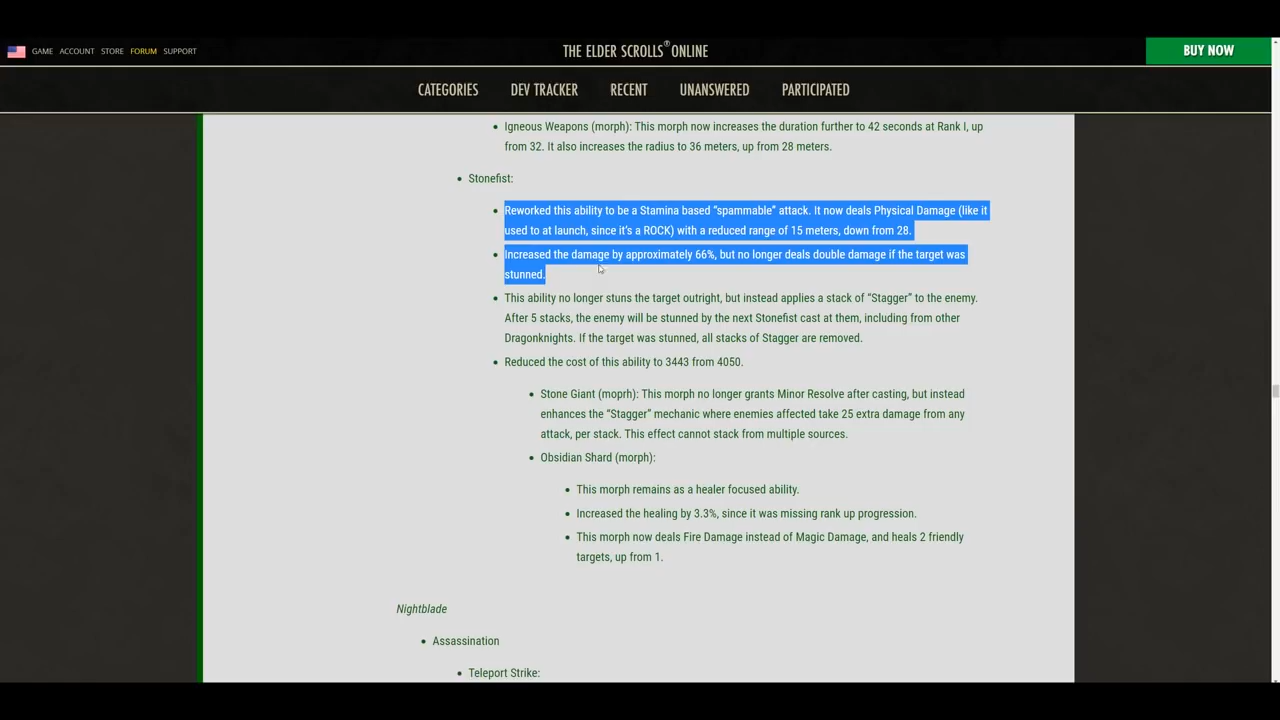 GAME ACCOUNT STORE FORUM SUPPORT
THE ELDER SCROLLS® ONLINE
BUY NOW
CATEGORIES DEV TRACKER RECENT UNANSWERED PARTICIPATED
• Igneous Weapons (morph): This morph now increases the duration further to 42 seconds at Rank I, up
from 32. It also increases the radius to 36 meters, up from 28 meters.
• Stonefist:
• Reworked this ability to be a Stamina based “spammable” attack. It now deals Physical Damage (like it
used to at launch, since it’s a ROCK) with a reduced range of 15 meters, down from 28.
• Increased the damage by approximately 66%, but no longer deals double damage if the target was
stunned.
• This ability no longer stuns the target outright, but instead applies a stack of “Stagger” to the enemy.
After 5 stacks, the enemy will be stunned by the next Stonefist cast at them, including from other
Dragonknights. If the target was stunned, all stacks of Stagger are removed.
• Reduced the cost of this ability to 3443 from 4050.
• Stone Giant (moprh): This morph no longer grants Minor Resolve after casting, but instead
enhances the “Stagger” mechanic where enemies affected take 25 extra damage from any
attack, per stack. This effect cannot stack from multiple sources.
• Obsidian Shard (morph):
• This morph remains as a healer focused ability.
• Increased the healing by 3.3%, since it was missing rank up progression.
• This morph now deals Fire Damage instead of Magic Damage, and heals 2 friendly
targets, up from 1.
Nightblade
• Assassination
• Teleport Strike: